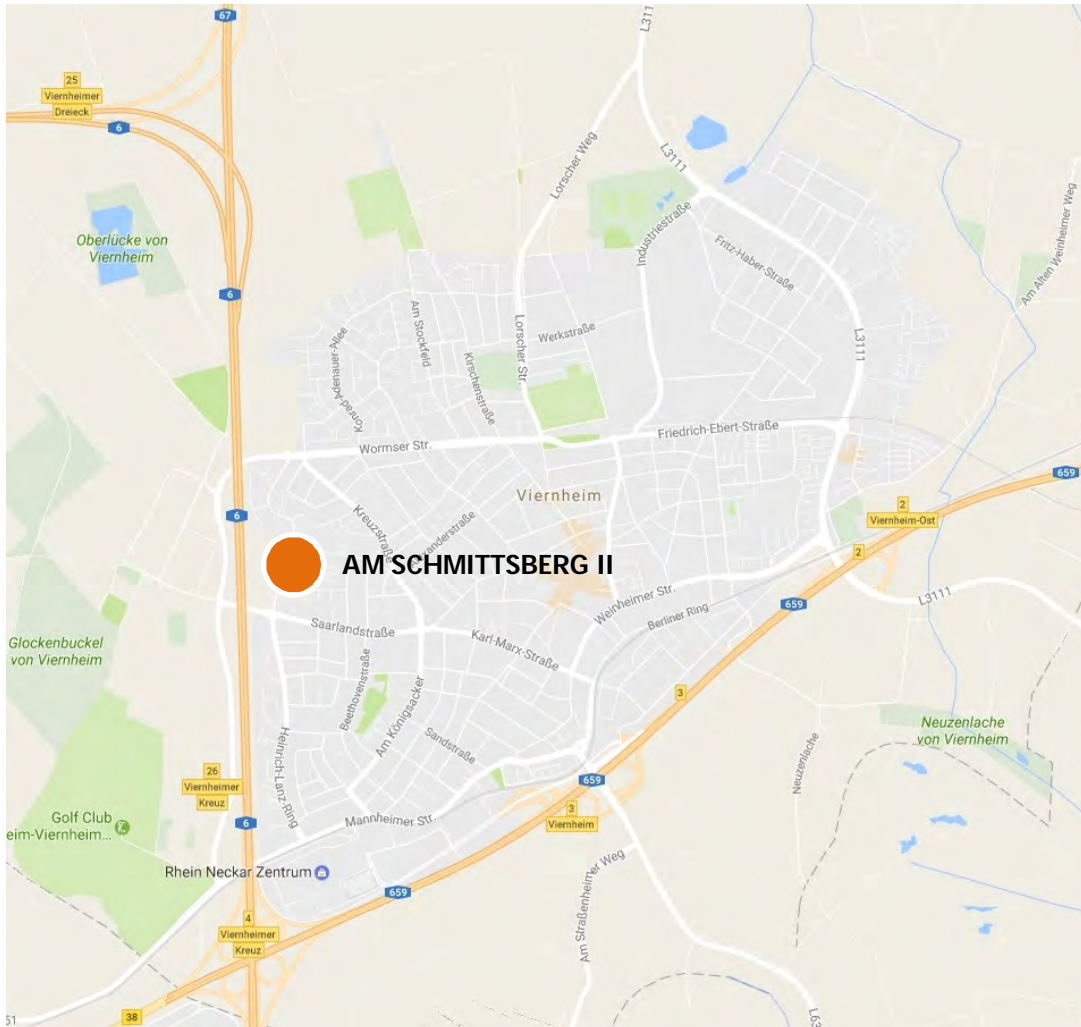 67
L311
25
Viernheimer
Dreieck
6
Lorscher Weg
L3111
Am Alten Weinheimer Weg
Industriestraße
Fritz-Haber-Straße
Oberlücke von
Viernheim
6
Am Stockfeld
Lorscher Str.
Werkstraße
L3111
Konrad-Adenauer-Allee
Kirschenstraße
Wormser Str.
Friedrich-Ebert-Straße
659
Viernheim
2
Viernheim-Ost
6
Kreuzstraße
2
AM SCHMITTSBERG II
Weinheimer Str.
659
L3111
Berliner Ring
Saarlandstraße
Karl-Marx-Straße
Glockenbuckel
von Viernheim
Beethovenstraße
Am Königsacker
3
Neuzenlache
von Viernheim
Sandstraße
Heinrich-Lanz-Ring
Neuzenlache
26
Viernheimer
Kreuz
659
3
Viernheim
Golf Club
eim-Viernheim...
6
Mannheimer Str.
Rhein Neckar Zentrum
659
4
Viernheimer
Kreuz
38
51